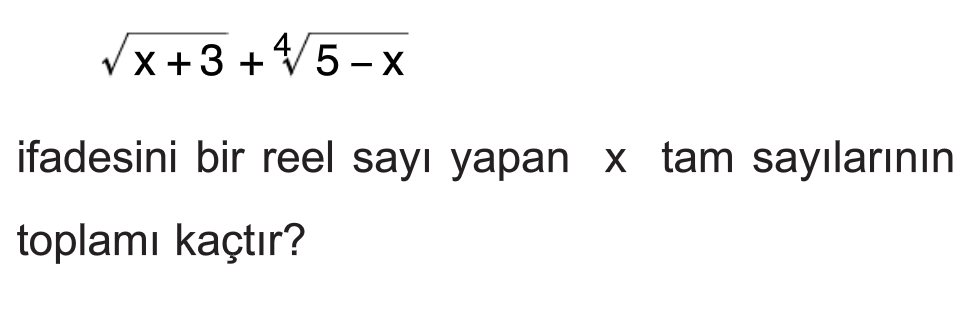 √x + 3 + ⁴√5 – x
ifadesini bir reel sayı yapan x tam sayılarının
toplamı kaçtır?